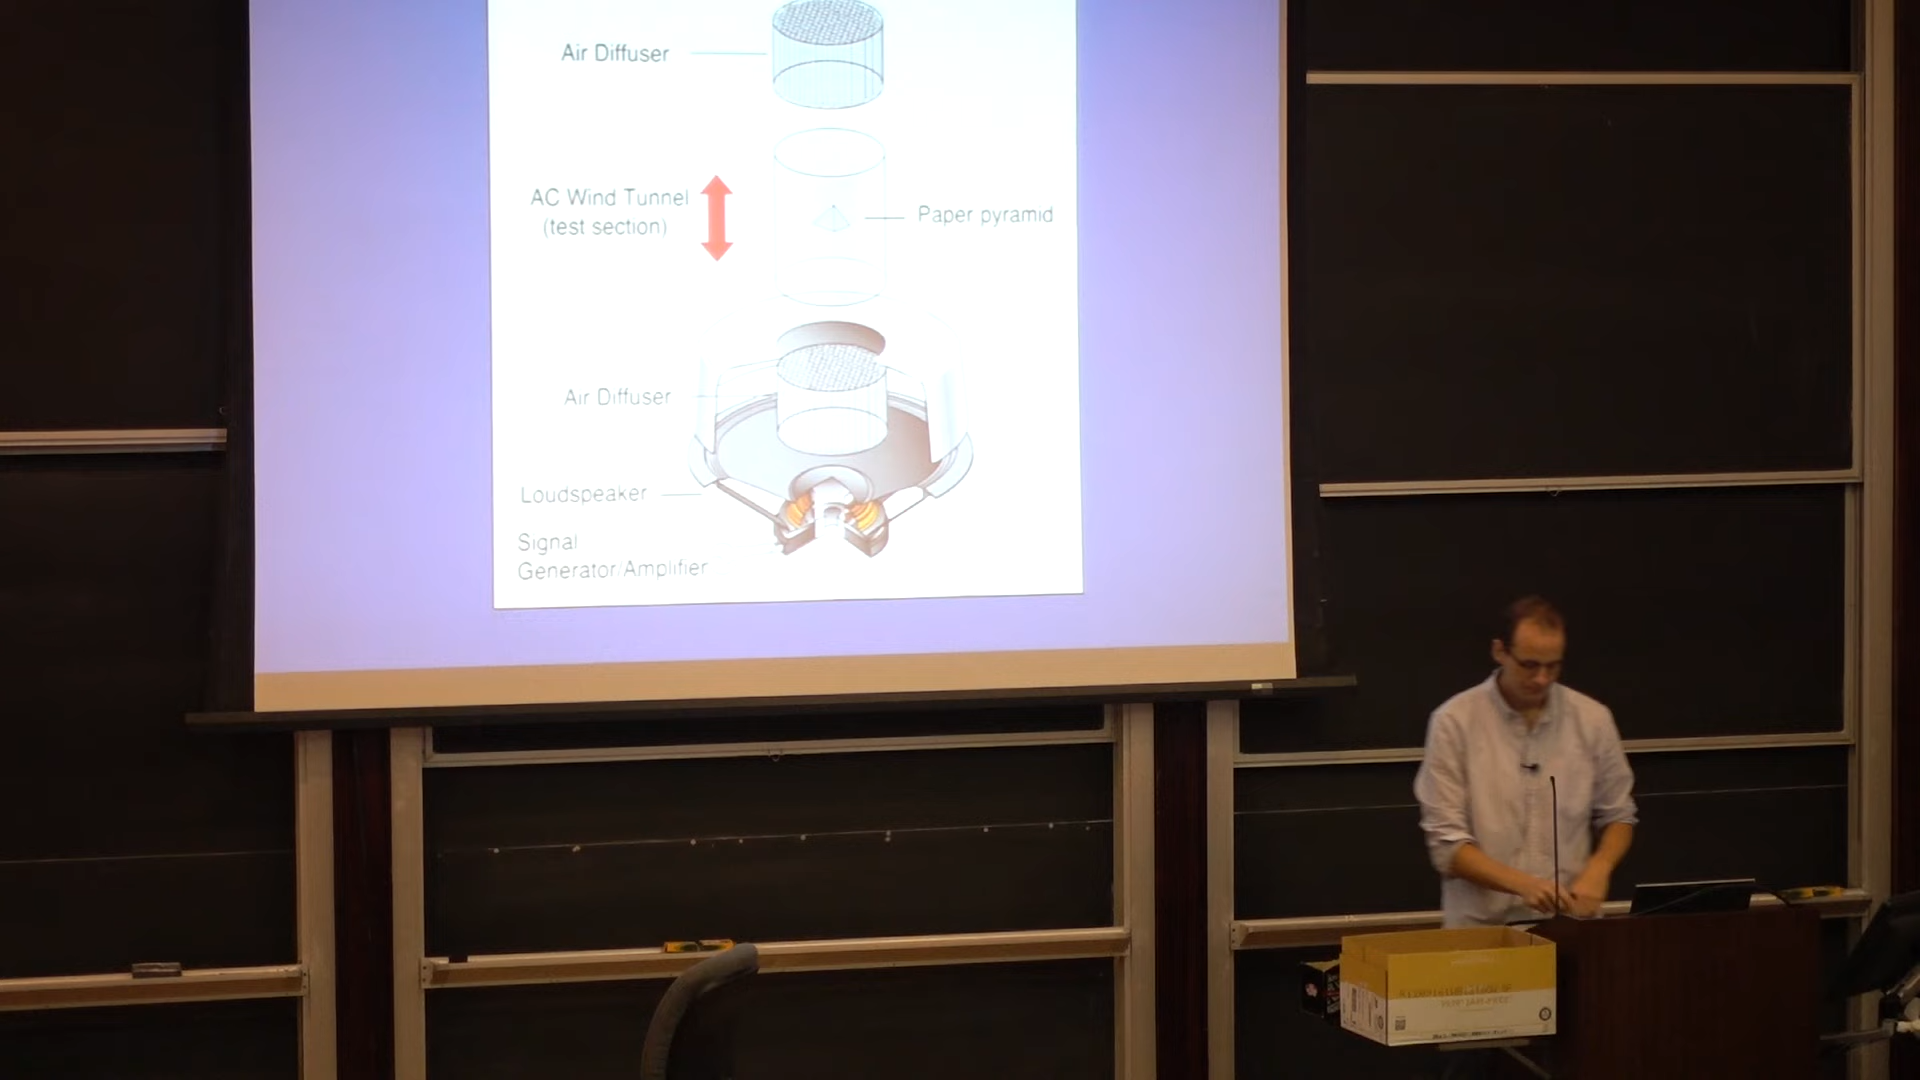 Air Diffuser
AC Wind Tunnel
(test section)
Paper pyramid
Air Diffuser
Loudspeaker
Signal
Generator/Amplifier